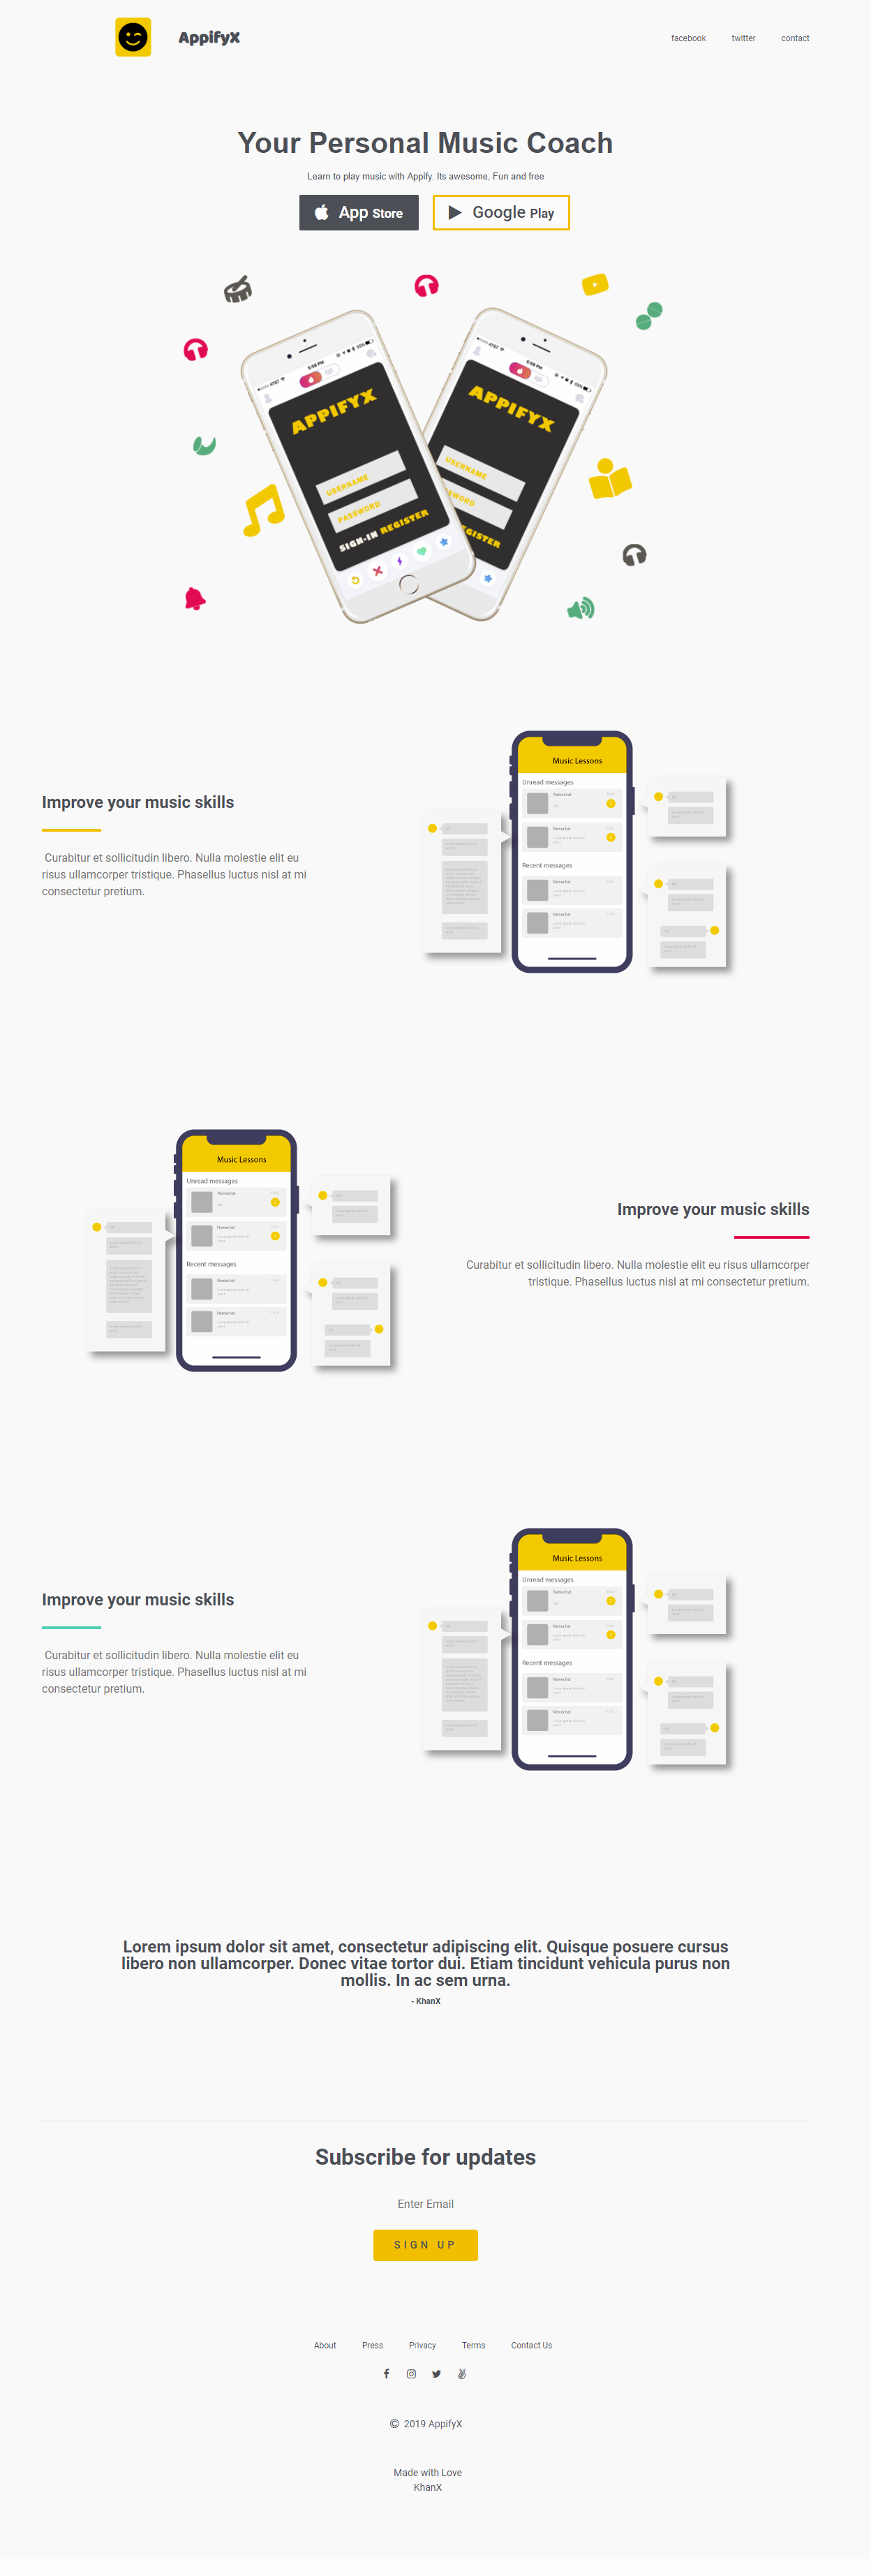 AppifyX
facebook
twitter
contact
Your Personal Music Coach
Learn to play music with Appify. Its awesome, Fun and free
App Store
Google Play
AT&T
5:58 PM
APPIFYX
USERNAME
PASSWORD
SIGN-IN REGISTER
AT&T
5:58 PM
APPIFYX
USERNAME
Improve your music skills
Curabitur et sollicitudin libero. Nulla molestie elit eu
risus ullamcorper tristique. Phasellus luctus nisl at mi
consectetur pretium.
Music Lessons
Unread messages
Recent messages
Music Lessons
Unread messages
Recent messages
Improve your music skills
Curabitur et sollicitudin libero. Nulla molestie elit eu risus ullamcorper
tristique. Phasellus luctus nisl at mi consectetur pretium.
Improve your music skills
Curabitur et sollicitudin libero. Nulla molestie elit eu
risus ullamcorper tristique. Phasellus luctus nisl at mi
consectetur pretium.
Music Lessons
Unread messages
Recent messages
Lorem ipsum dolor sit amet, consectetur adipiscing elit. Quisque posuere cursus
libero non ullamcorper. Donec vitae tortor dui. Etiam tincidunt vehicula purus non
mollis. In ac sem urna.
- KhanX
Subscribe for updates
Enter Email
SIGN UP
About
Press
Privacy
Terms
Contact Us
© 2019 AppifyX
Made with Love
KhanX